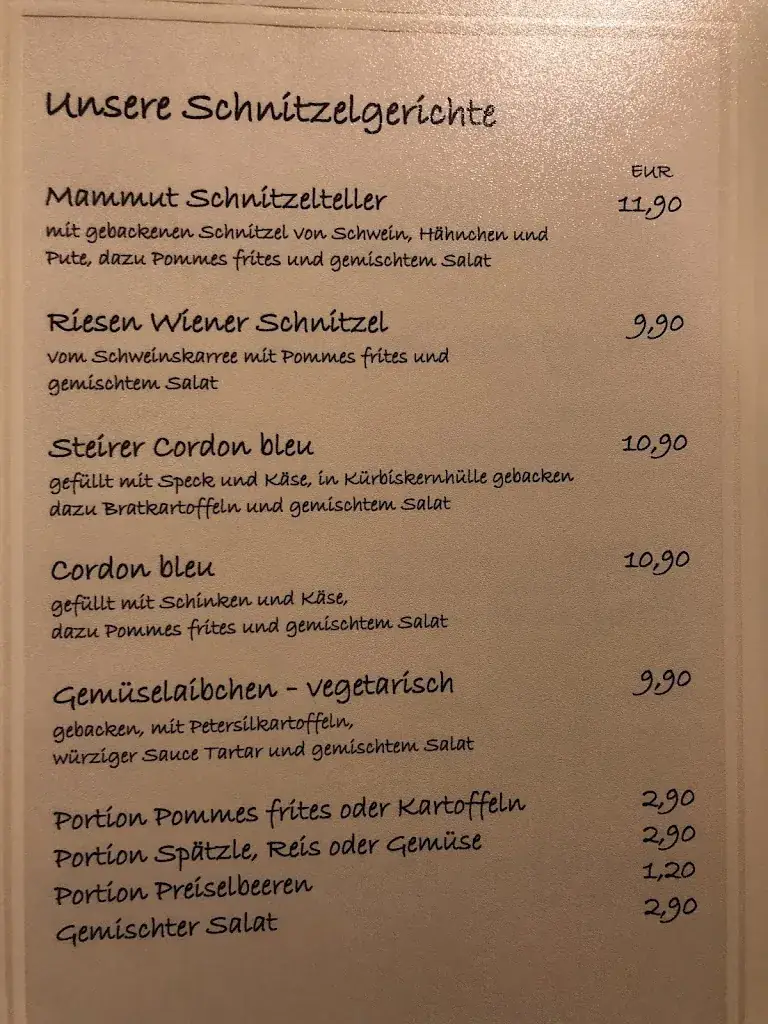 Unsere Schnitzelgerichte
EUR
Mammut Schnitzelteller 11,90
mit gebackenen Schnitzel von Schwein, Hähnchen und
Pute, dazu Pommes frites und gemischtem Salat
Riesen Wiener Schnitzel 9,90
vom Schweinskarree mit Pommes frites und
gemischtem Salat
Steirer Cordon bleu 10,90
gefüllt mit Speck und Käse, in Kürbiskernhülle gebacken
dazu Bratkartoffeln und gemischtem Salat
Cordon bleu 10,90
gefüllt mit Schinken und Käse,
dazu Pommes frites und gemischtem Salat
Gemüselaibchen - vegetarisch 9,90
gebacken, mit Petersilkartoffeln,
würziger Sauce Tartar und gemischtem Salat
Portion Pommes frites oder Kartoffeln 2,90
Portion Spätzle, Reis oder Gemüse 2,90
Portion Preiselbeeren 1,20
Gemischter Salat 2,90